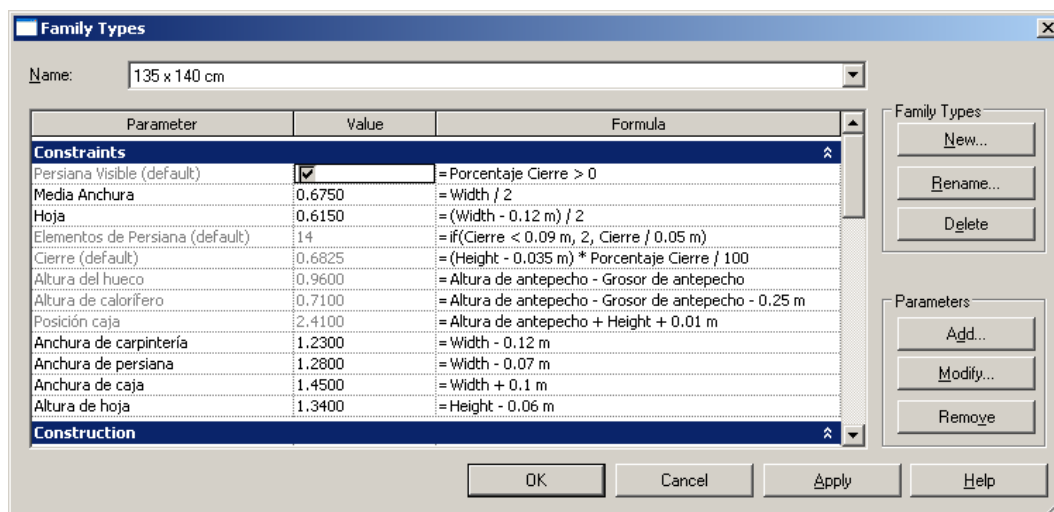 Family Types
Name: 135 x 140 cm
Parameter Value Formula
Constraints
Persiana Visible (default) = Porcentaje Cierre > 0
Media Anchura 0.6750 = Width / 2
Hoja 0.6150 = (Width - 0.12 m) / 2
Elementos de Persiana (default) 14 = if(Cierre < 0.09 m, 2, Cierre / 0.05 m)
Cierre (default) 0.6825 = (Height - 0.035 m) * Porcentaje Cierre / 100
Altura del hueco 0.9600 = Altura de antepecho - Grosor de antepecho
Altura de calorífero 0.7100 = Altura de antepecho - Grosor de antepecho - 0.25 m
Posición caja 2.4100 = Altura de antepecho + Height + 0.01 m
Anchura de carpintería 1.2300 = Width - 0.12 m
Anchura de persiana 1.2800 = Width - 0.07 m
Anchura de caja 1.4500 = Width + 0.1 m
Altura de hoja 1.3400 = Height - 0.06 m
Construction
Family Types
New...
Rename...
Delete
Parameters
Add...
Modify...
Remove
OK Cancel Apply Help